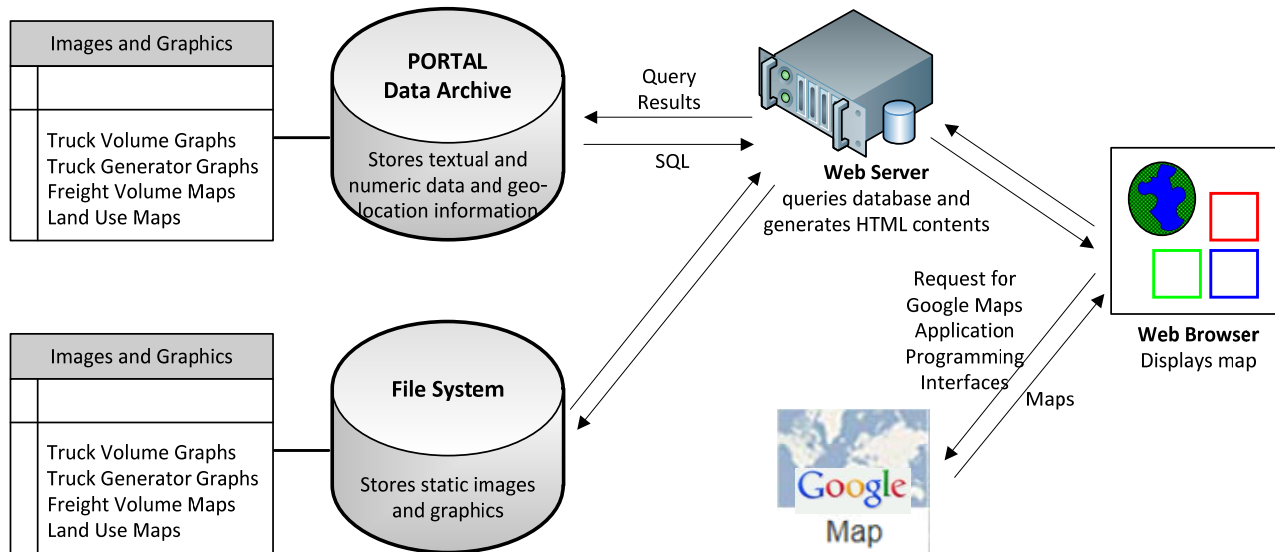 Images and Graphics
Truck Volume Graphs
Truck Generator Graphs
Freight Volume Maps
Land Use Maps
PORTAL
Data Archive
Stores textual and
numeric data and geo-
location information
Query
Results
SQL
Web Server
queries database and
generates HTML contents
Request for
Google Maps
Application
Programming
Interfaces
Maps
Web Browser
Displays map
Images and Graphics
Truck Volume Graphs
Truck Generator Graphs
Freight Volume Maps
Land Use Maps
File System
Stores static images
and graphics
Google
Map